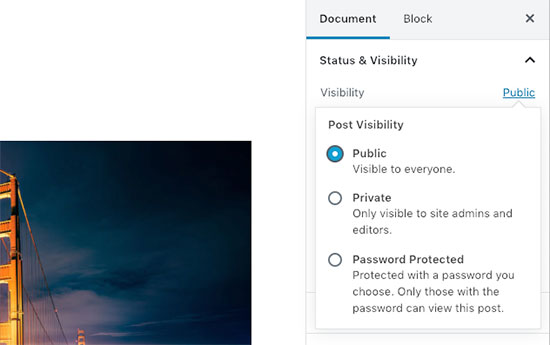 Document Block
Status & Visibility
Visibility Public
Post Visibility
Public
Visible to everyone.
Private
Only visible to site admins and
editors.
Password Protected
Protected with a password you
choose. Only those with the
password can view this post.